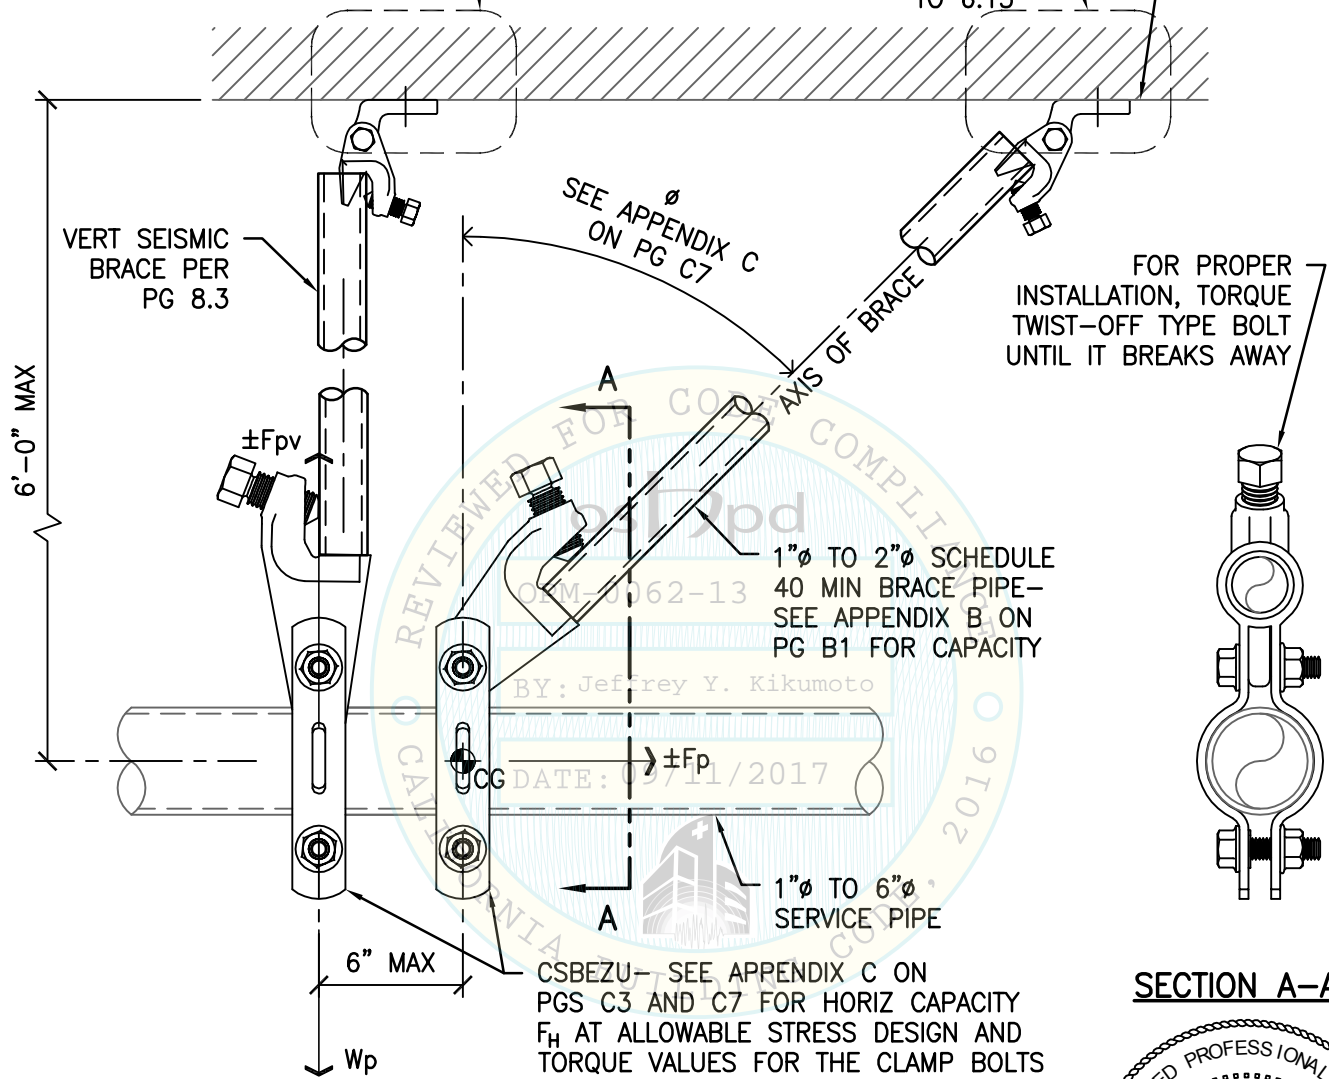 TO 8.13
VERT SEISMIC
BRACE PER
PG 8.3
ø
SEE APPENDIX C
ON PG C7
AXIS OF BRACE
FOR PROPER
INSTALLATION, TORQUE
TWIST-OFF TYPE BOLT
UNTIL IT BREAKS AWAY
6'-0" MAX
±Fpv
A
REVIEWED FOR CODE COMPLIANCE
oshpd
OPM-0062-13
1"ø TO 2"ø SCHEDULE
40 MIN BRACE PIPE-
SEE APPENDIX B ON
PG B1 FOR CAPACITY
BY: Jeffrey Y. Kikumoto
±Fp
CG
DATE: 09/11/2017
CALIFORNIA BUILDING CODE, 2016
1"ø TO 6"ø
SERVICE PIPE
A
6" MAX
CSBEZU- SEE APPENDIX C ON
PGS C3 AND C7 FOR HORIZ CAPACITY
FH AT ALLOWABLE STRESS DESIGN AND
TORQUE VALUES FOR THE CLAMP BOLTS
Wp
SECTION A-A
PROFESSIONAL